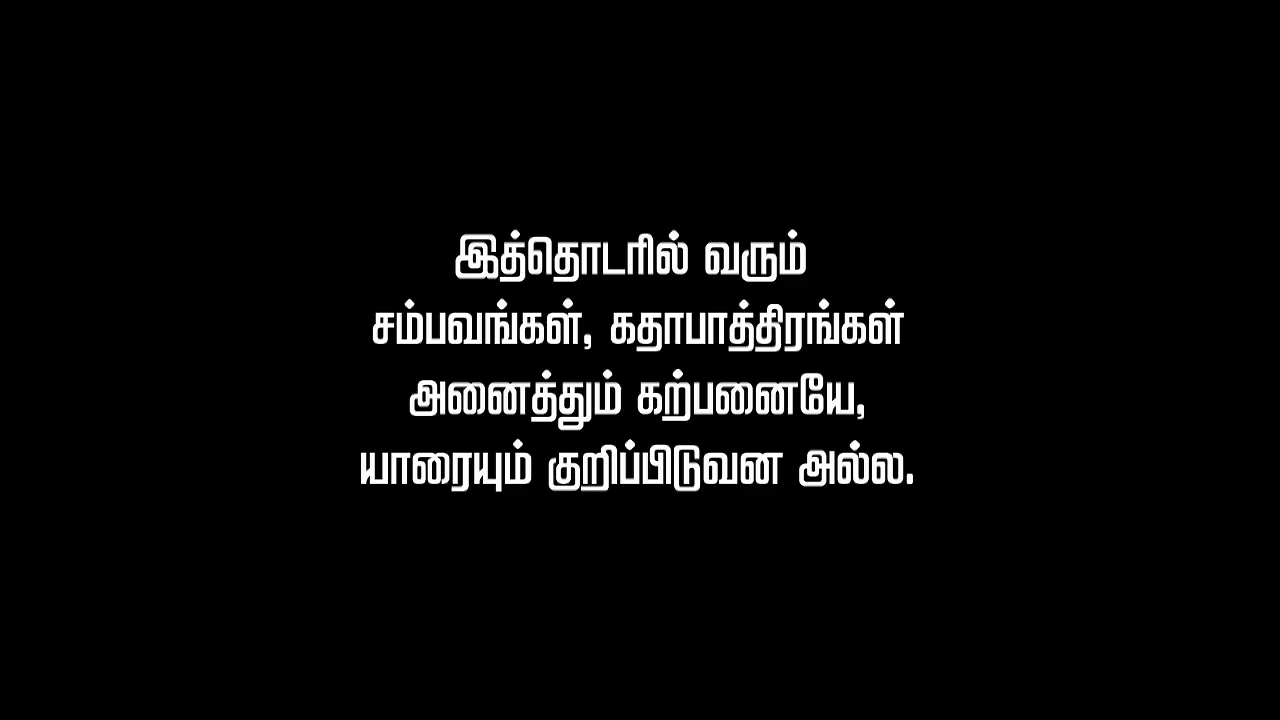 இத்தொடரில் வரும்
சம்பவங்கள், கதாபாத்திரங்கள்
அனைத்தும் கற்பனையே,
யாரையும் குறிப்பிடுவன அல்ல.